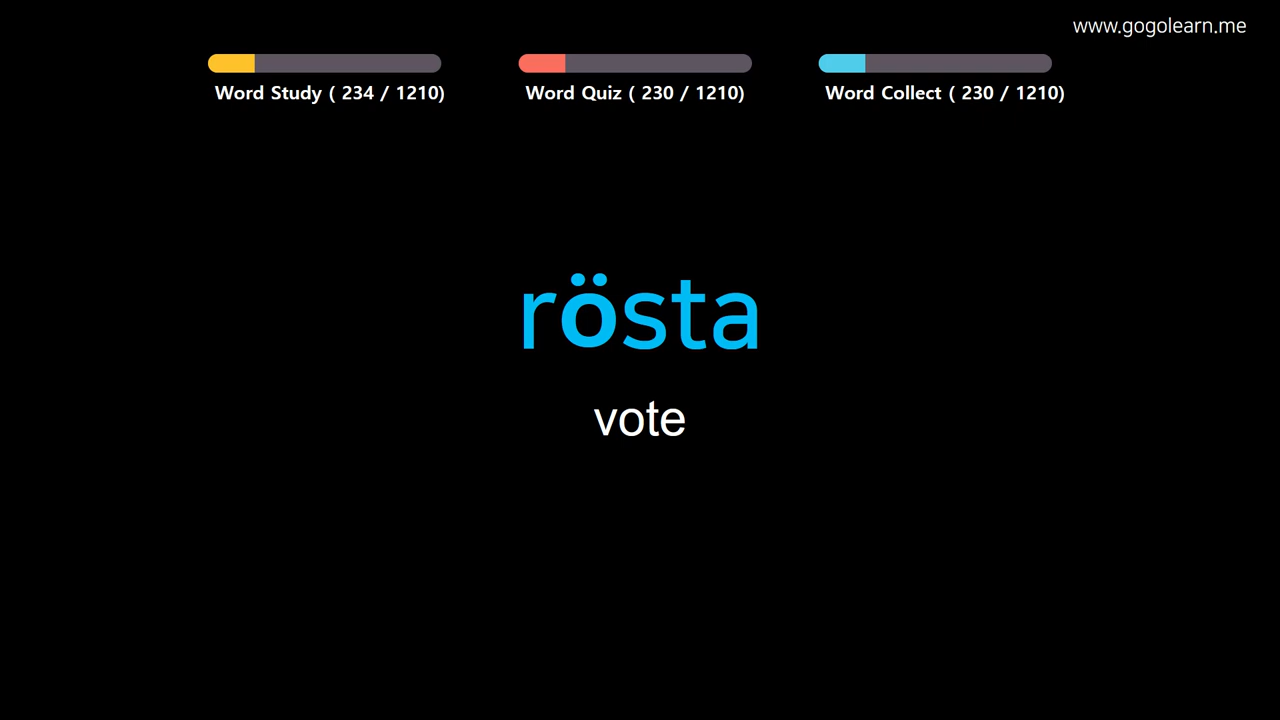 www.gogolearn.me
Word Study ( 234 / 1210)
Word Quiz ( 230 / 1210)
Word Collect ( 230 / 1210)
rösta
vote